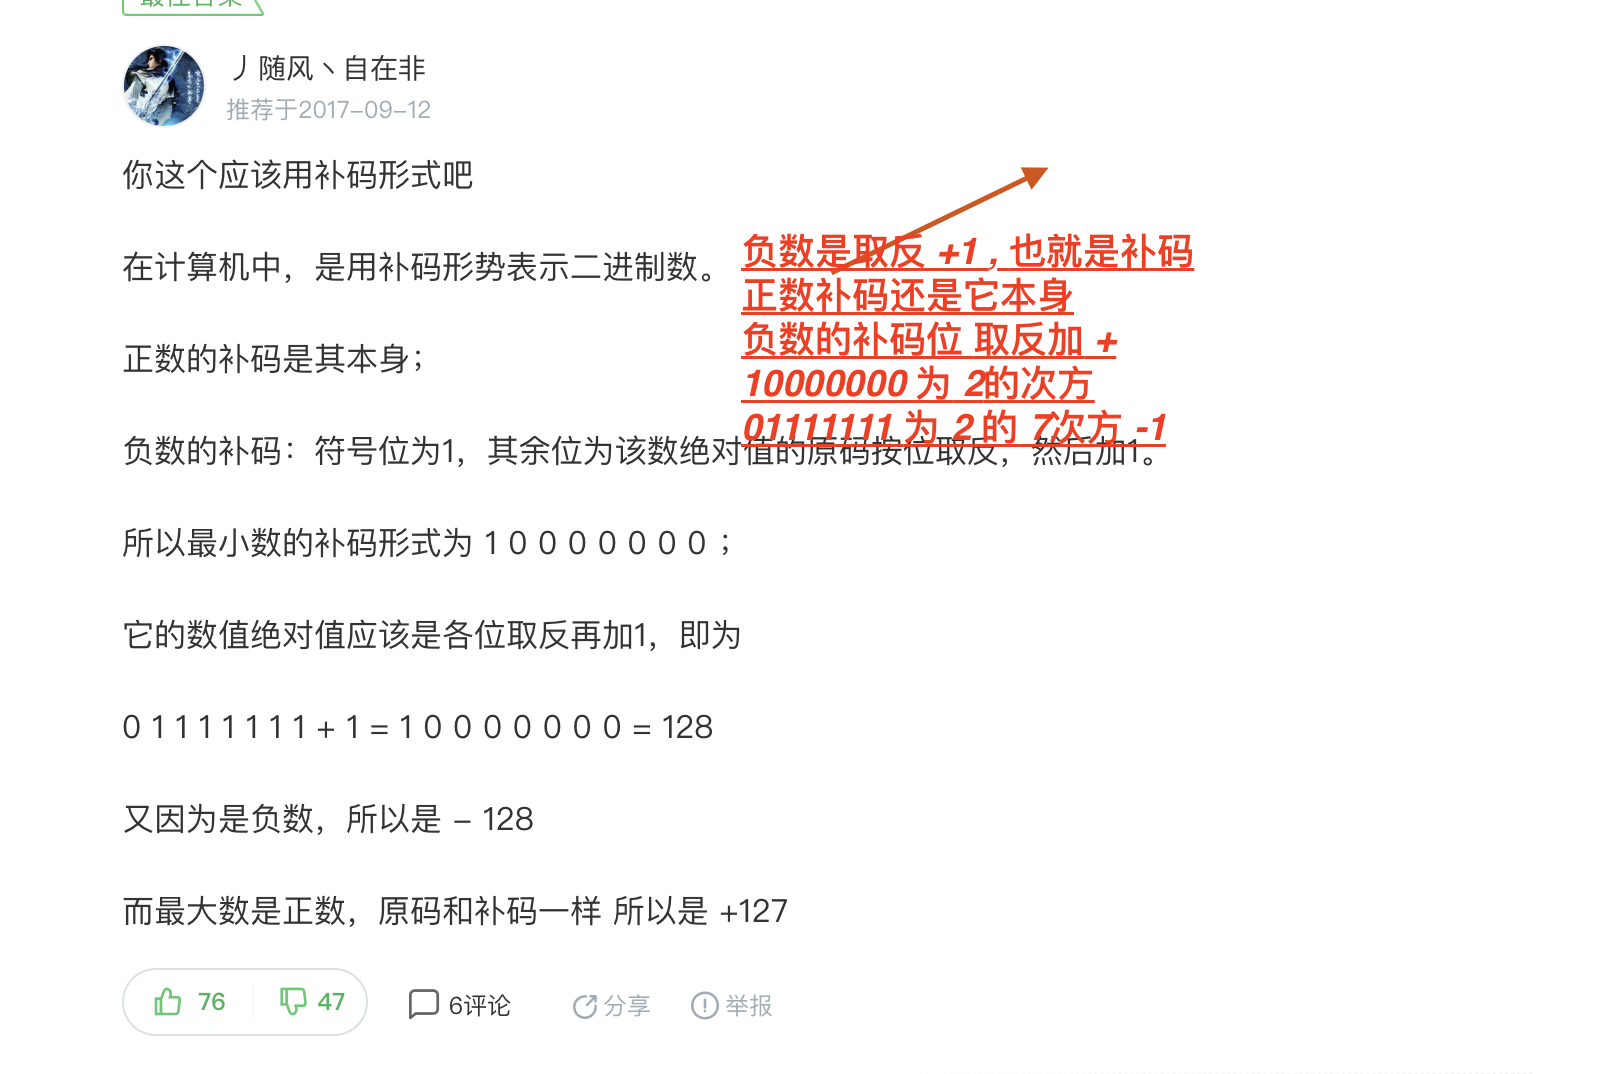 丿随风丶自在非
推荐于2017-09-12
你这个应该用补码形式吧
在计算机中，是用补码形势表示二进制数。
负数是取反 +1 , 也就是补码
正数补码还是它本身
负数的补码位 取反加 +
10000000 为 2的次方
01111111 为 2 的 7次方 -1
正数的补码是其本身；
负数的补码：符号位为1，其余位为该数绝对值的原码按位取反，然后加1。
所以最小数的补码形式为 1 0 0 0 0 0 0 0；
它的数值绝对值应该是各位取反再加1，即为
0 1 1 1 1 1 1 1 + 1 = 1 0 0 0 0 0 0 0 = 128
又因为是负数，所以是 – 128
而最大数是正数，原码和补码一样 所以是 +127
76 47 6评论 分享 举报